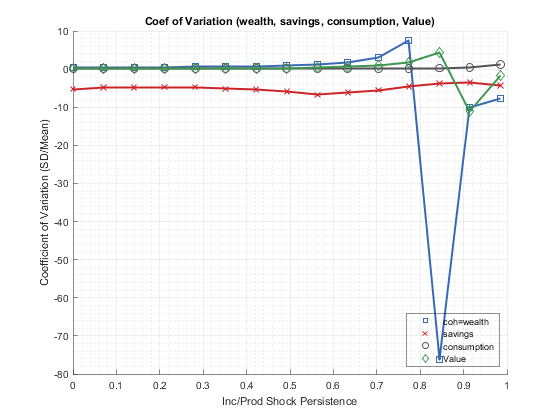 Coef of Variation (wealth, savings, consumption, Value)
10
0
-10
-20
-30
-40
-50
-60
-70
-80
Coefficient of Variation (SD/Mean)
coh=wealth
savings
consumption
Value
0 0.1 0.2 0.3 0.4 0.5 0.6 0.7 0.8 0.9 1
Inc/Prod Shock Persistence